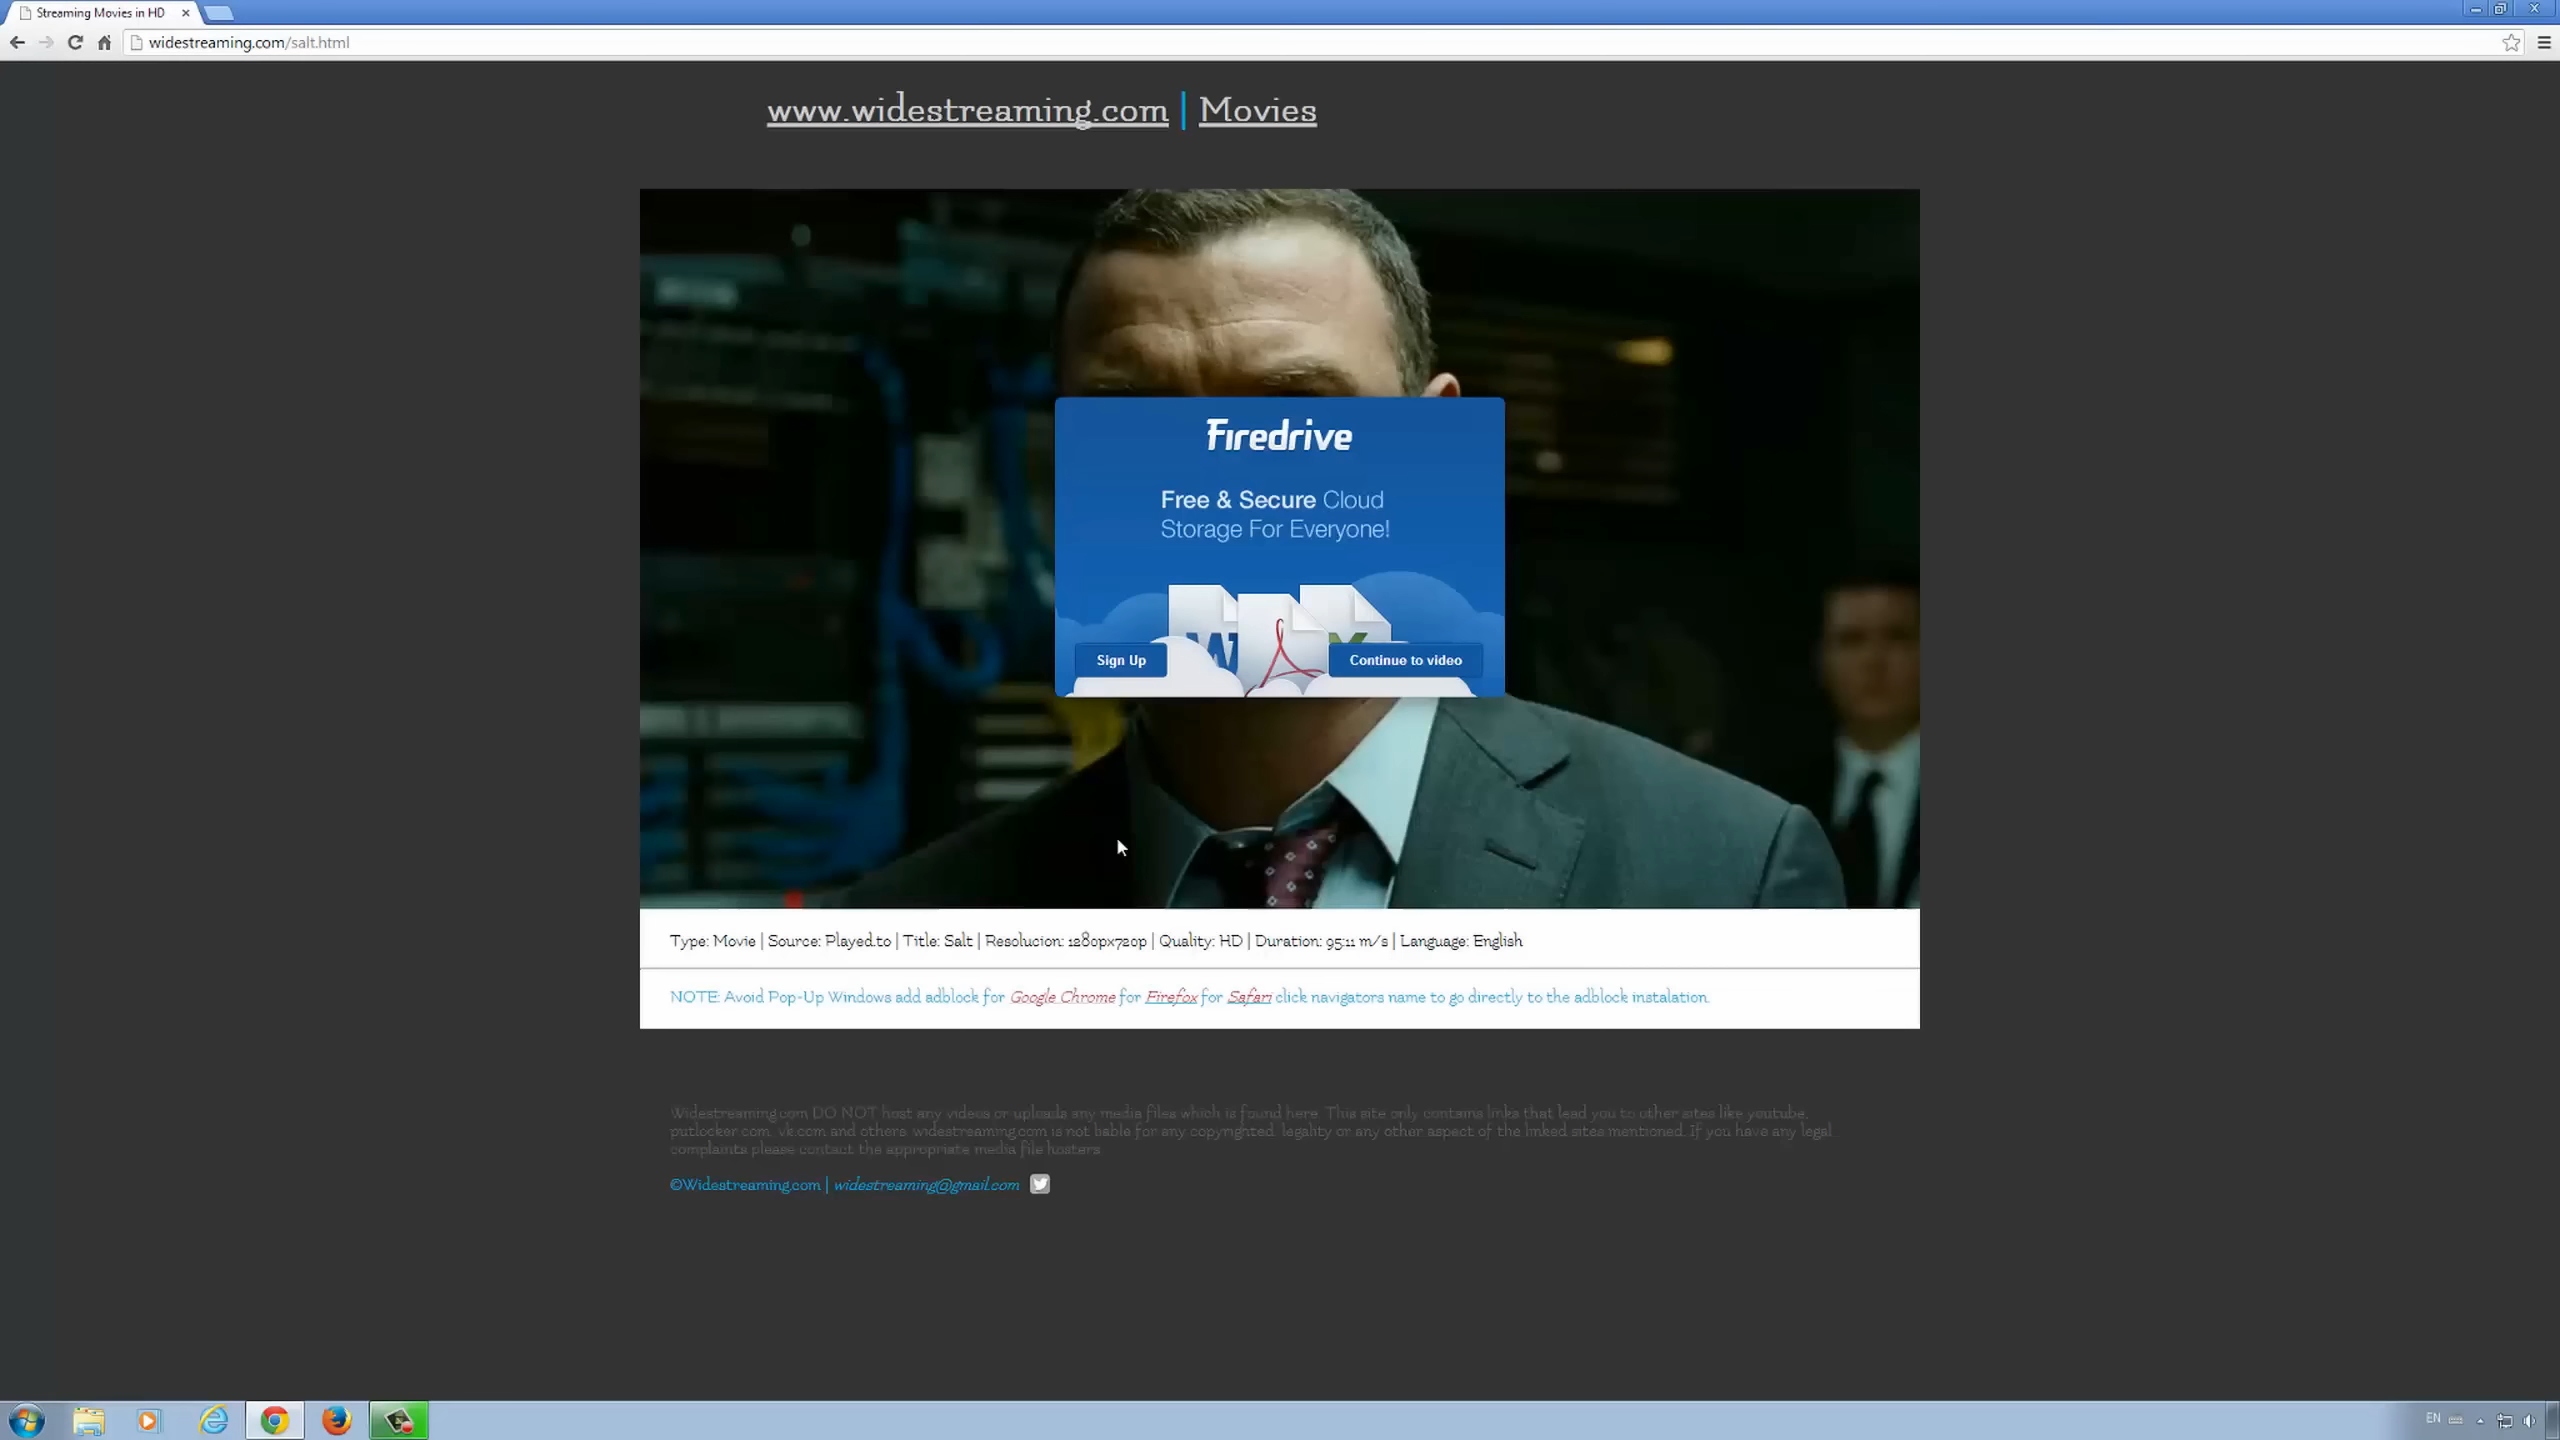 Streaming Movies in HD
widestreaming.com/salt.html
www.widestreaming.com | Movies
Firedrive
Free & Secure Cloud
Storage For Everyone!
W X
Sign Up
Continue to video
Type: Movie | Source: Played.to | Title: Salt | Resolucion: 1280px720p | Quality: HD | Duration: 95:11 m/s | Language: English
NOTE: Avoid Pop-Up Windows add adblock for Google Chrome for Firefox for Safari click navigators name to go directly to the adblock instalation.
Widestreaming.com DO NOT host any videos or uploads any media files which is found here. This site only contains links that lead you to other sites like youtube,
putlocker.com, vk.com and others. widestreaming.com is not liable for any copyrighted, legality or any other aspect of the linked sites mentioned. If you have any legal
complaints please contact the appropriate media file hosters.
©Widestreaming.com | widestreaming@gmail.com
EN